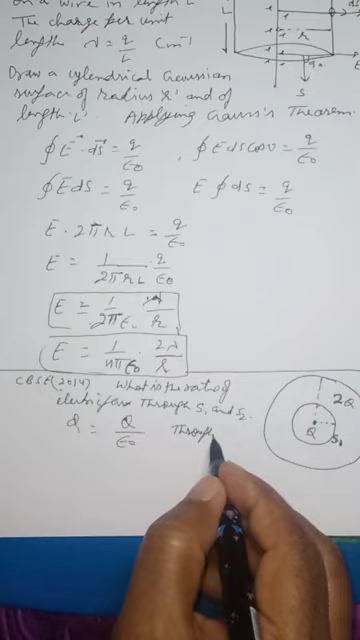 on a wire in length L
The charge per unit
length λ = q/L Cm⁻¹
Draw a cylindrical Gaussian
surface of radius 'r' and of
length 'L'. Applying Gauss's Theorem.
∮E⃗·ds⃗ = q/ε₀ , ∮E ds cosθ = q/ε₀
∮E ds = q/ε₀ E∮ds = q/ε₀
E · 2πrL = q/ε₀
E = 1/2πrL · q/ε₀
E = 1/2πε₀ λ/r
E = 1/4πε₀ · 2λ/r
CBSE(2014) What is the ratio of
electric flux through S₁ and S₂.
φ = Q/ε₀ Through
L
r
ds
E
S
2Q
Q
S₁